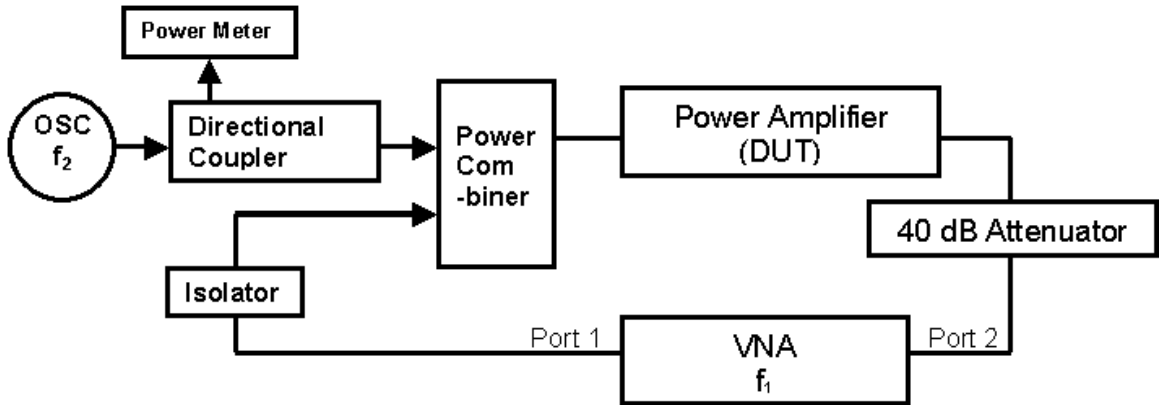 Power Meter
OSC
f₂
Directional
Coupler
Power
Com
-biner
Power Amplifier
(DUT)
40 dB Attenuator
Isolator
Port 1
VNA
f₁
Port 2